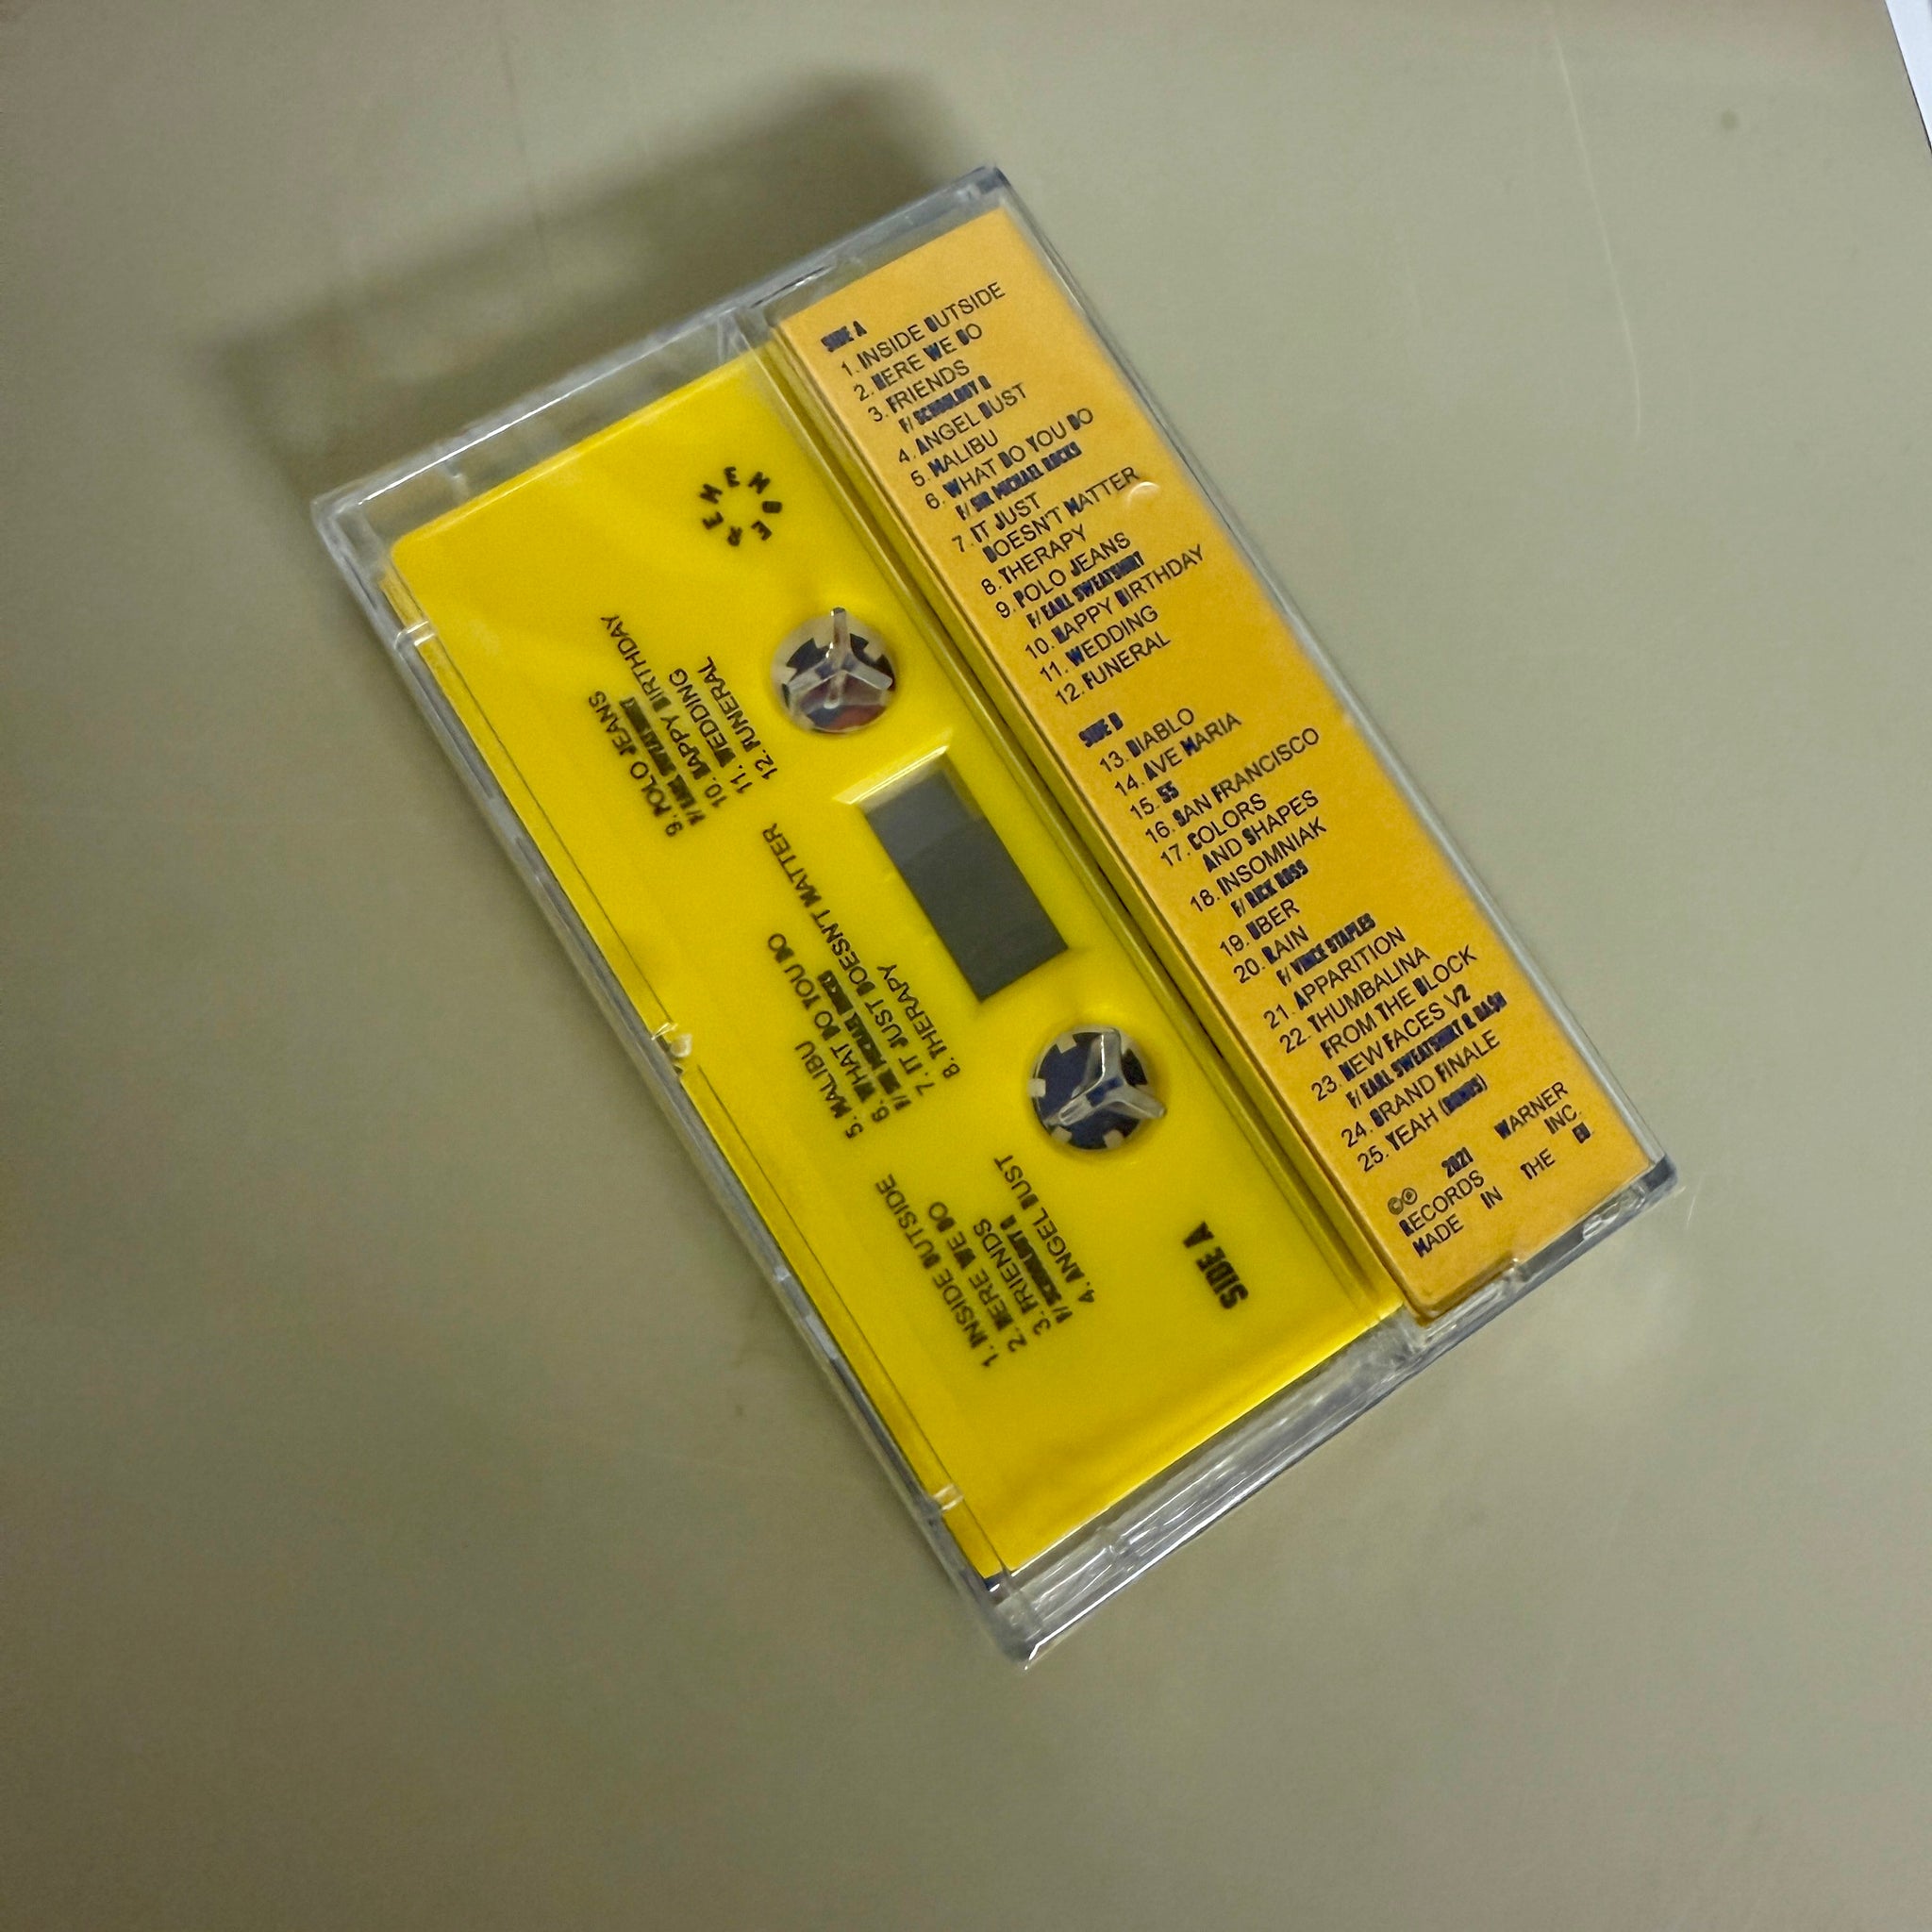 SIDE A
1. INSIDE OUTSIDE
2. HERE WE GO
3. FRIENDS
F/ SCHOOLBOY Q
4. ANGEL DUST
5. MALIBU
6. WHAT DO YOU DO
F/ SIR MICHAEL ROCKS
7. IT JUST
DOESN'T MATTER
8. THERAPY
9. POLO JEANS
F/ EARL SWEATSHIRT
10. HAPPY BIRTHDAY
11. WEDDING
12. FUNERAL
SIDE B
13. DIABLO
14. AVE MARIA
15. 55
16. SAN FRANCISCO
17. COLORS
AND SHAPES
18. INSOMNIAK
F/ RICK ROSS
19. UBER
20. RAIN
F/ VINCE STAPLES
21. APPARITION
22. THUMBALINA
FROM THE BLOCK
23. NEW FACES V2
F/ EARL SWEATSHIRT & DASH
24. GRAND FINALE
25. YEAH (BONUS)
©℗ 2021 WARNER
RECORDS INC.
MADE IN THE EU
REMEMBER
1. INSIDE OUTSIDE
2. HERE WE GO
3. FRIENDS
F/ SCHOOLBOY Q
4. ANGEL DUST
5. MALIBU
6. WHAT DO YOU DO
F/ SIR MICHAEL ROCKS
7. IT JUST DOESN'T MATTER
8. THERAPY
9. POLO JEANS
F/ EARL SWEATSHIRT
10. HAPPY BIRTHDAY
11. WEDDING
12. FUNERAL
SIDE A